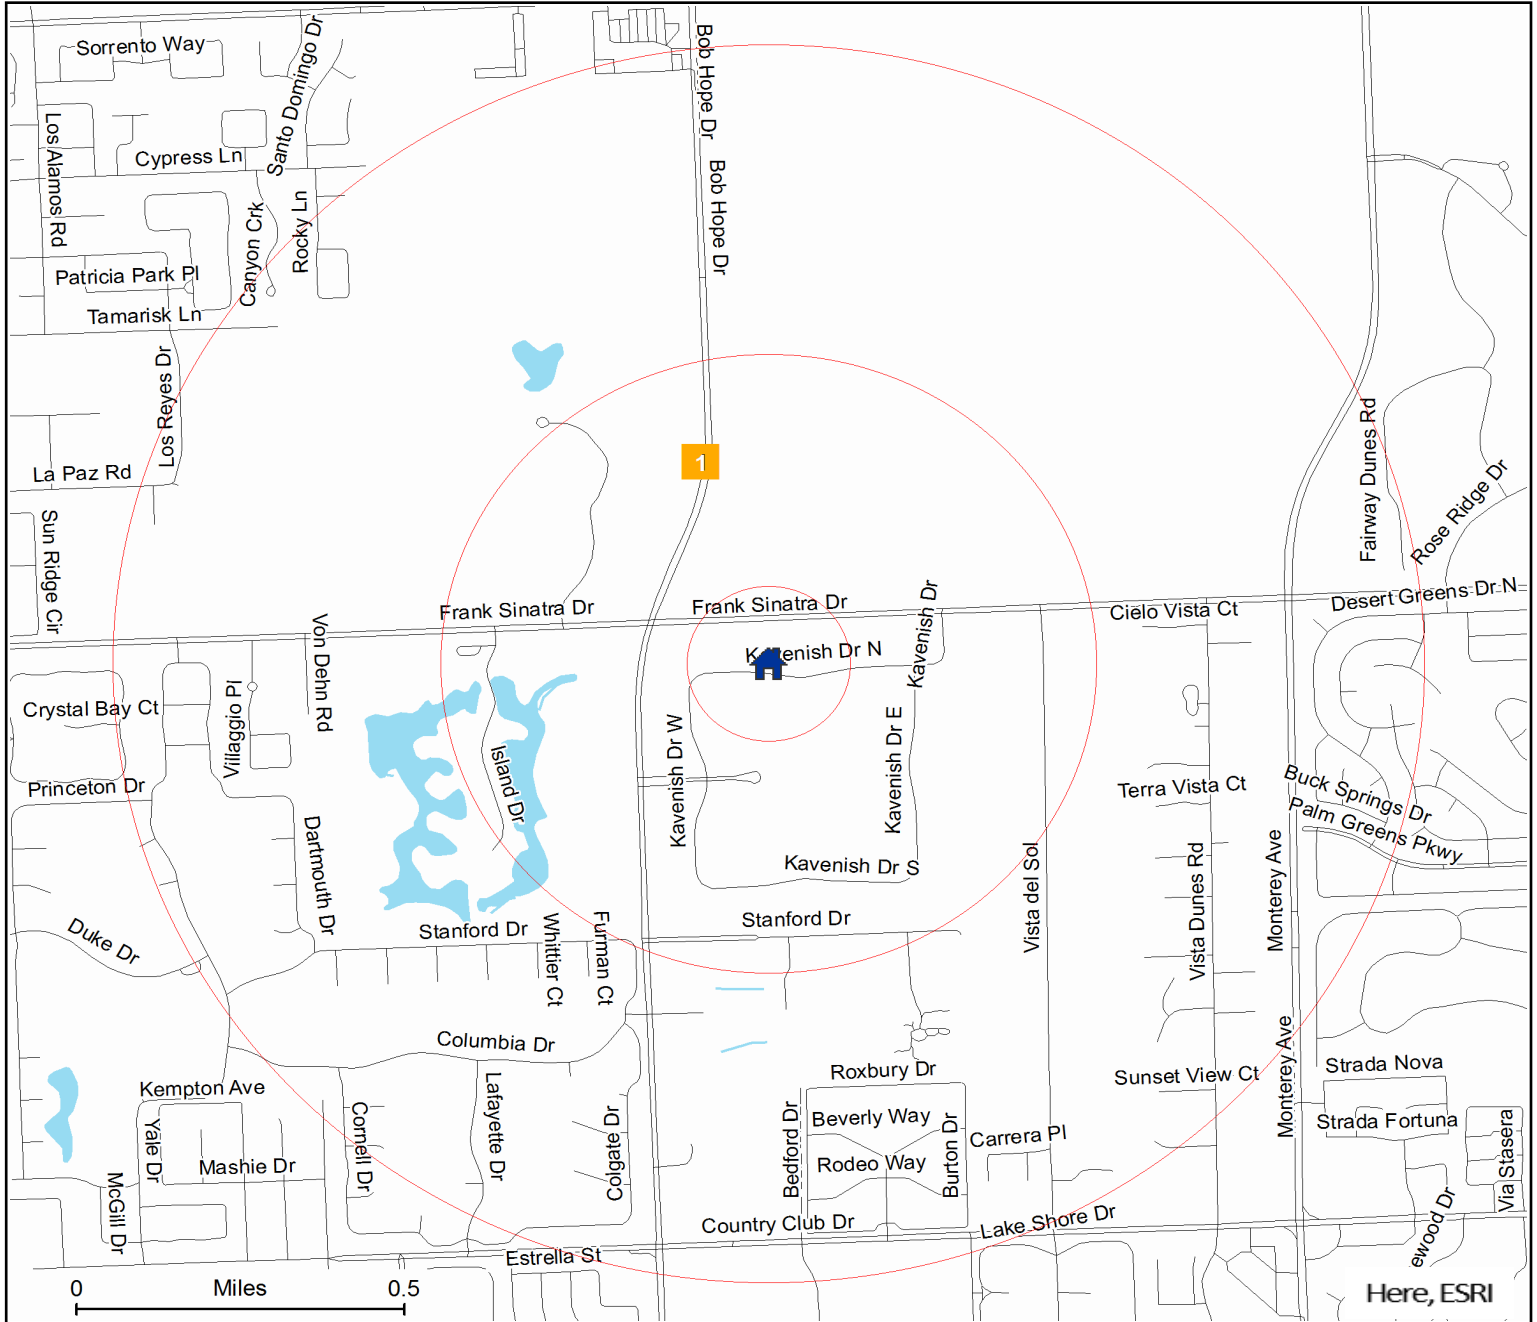 Sorrento Way
Santo Domingo Dr
Bob Hope Dr
Los Alamos Rd
Cypress Ln
Bob Hope Dr
Canyon Crk
Rocky Ln
Patricia Park Pl
Tamarisk Ln
Los Reyes Dr
La Paz Rd
1
Fairway Dunes Rd
Rose Ridge Dr
Sun Ridge Cir
Frank Sinatra Dr
Frank Sinatra Dr
Cielo Vista Ct
Desert Greens Dr N
Von Dehn Rd
Kavenish Dr N
Kavenish Dr
Crystal Bay Ct
Villaggio Pl
Island Dr
Kavenish Dr W
Kavenish Dr E
Princeton Dr
Terra Vista Ct
Buck Springs Dr
Palm Greens Pkwy
Dartmouth Dr
Kavenish Dr S
Vista del Sol
Vista Dunes Rd
Monterey Ave
Duke Dr
Stanford Dr
Whittier Ct
Furman Ct
Stanford Dr
Columbia Dr
Roxbury Dr
Sunset View Ct
Monterey Ave
Strada Nova
Kempton Ave
Yale Dr
Cornell Dr
Lafayette Dr
Colgate Dr
Bedford Dr
Beverly Way
Burton Dr
Carrera Pl
Strada Fortuna
Via Stasera
Mashie Dr
Rodeo Way
McGill Dr
Country Club Dr
Lake Shore Dr
ewood Dr
Estrella St
0 Miles 0.5
Here, ESRI